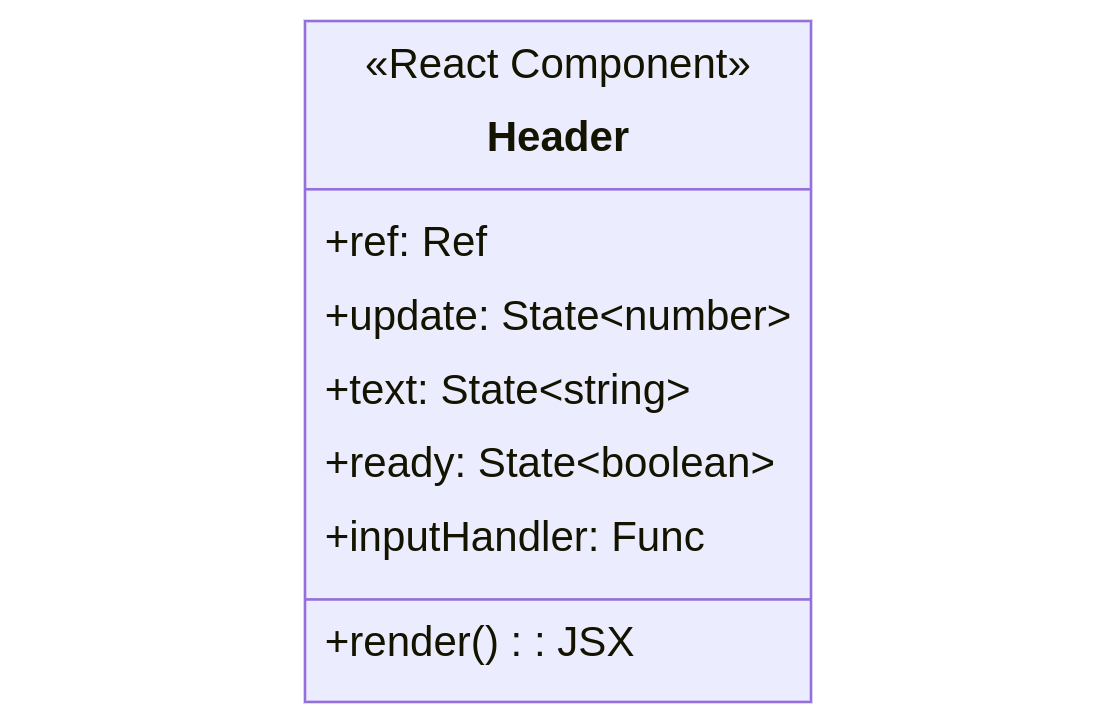 «React Component»
Header
+ref: Ref
+update: State<number>
+text: State<string>
+ready: State<boolean>
+inputHandler: Func
+render() : : JSX